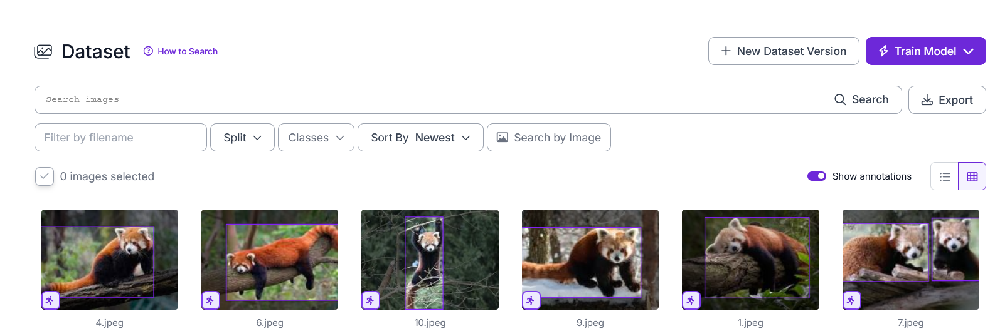 Dataset
How to Search
New Dataset Version
Train Model
Search images
Search
Export
Filter by filename
Split
Classes
Sort By Newest
Search by Image
0 images selected
Show annotations
4.jpeg
6.jpeg
10.jpeg
9.jpeg
1.jpeg
7.jpeg